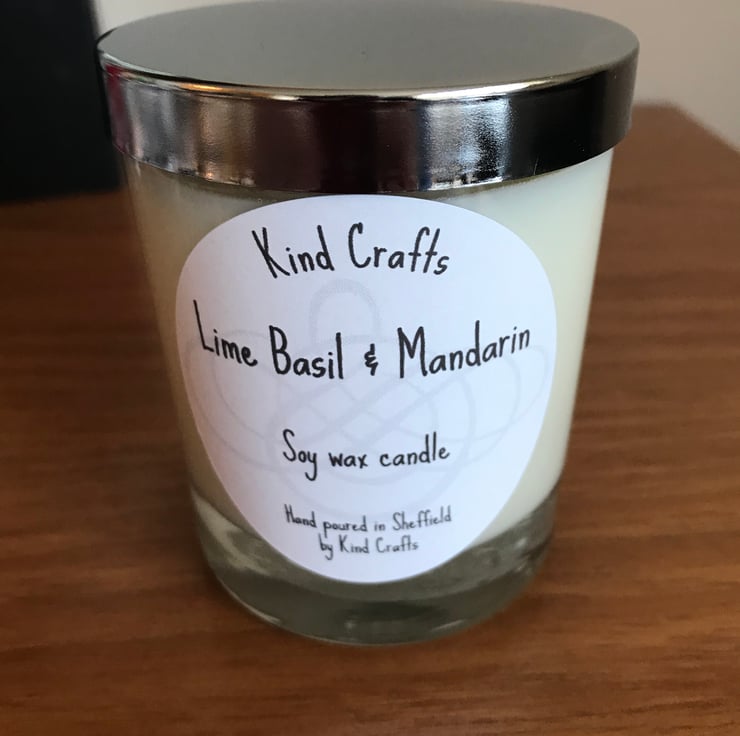 Kind Crafts
Lime Basil & Mandarin
Soy wax candle
Hand poured in Sheffield
by Kind Crafts